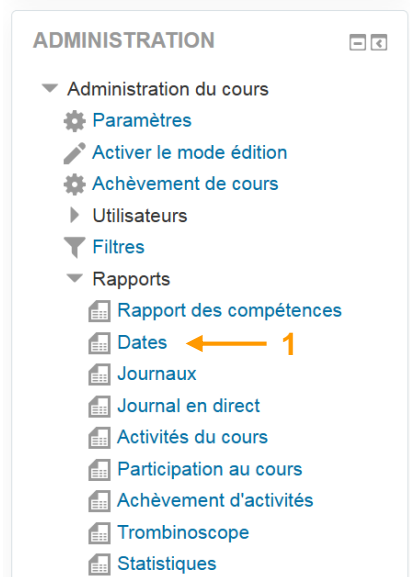 ADMINISTRATION
Administration du cours
Paramètres
Activer le mode édition
Achèvement de cours
Utilisateurs
Filtres
Rapports
Rapport des compétences
Dates 1
Journaux
Journal en direct
Activités du cours
Participation au cours
Achèvement d'activités
Trombinoscope
Statistiques